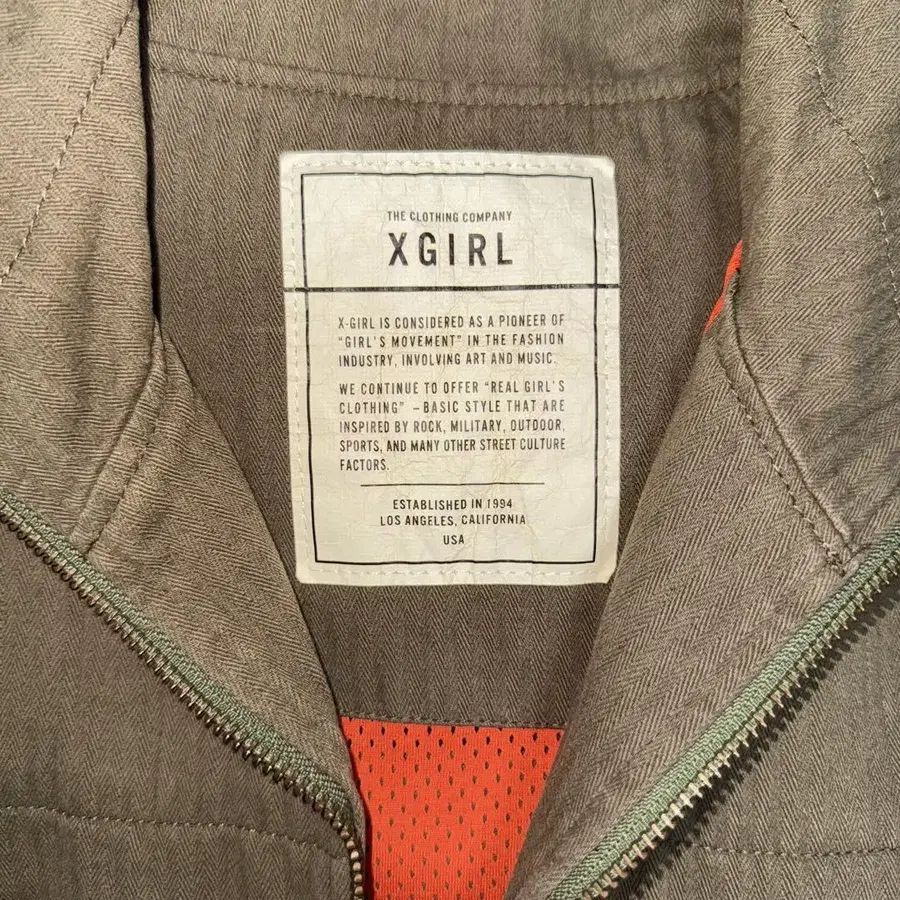 THE CLOTHING COMPANY
XGIRL
X-GIRL IS CONSIDERED AS A PIONEER OF
"GIRL'S MOVEMENT" IN THE FASHION
INDUSTRY, INVOLVING ART AND MUSIC.
WE CONTINUE TO OFFER "REAL GIRL'S
CLOTHING" –BASIC STYLE THAT ARE
INSPIRED BY ROCK, MILITARY, OUTDOOR,
SPORTS, AND MANY OTHER STREET CULTURE
FACTORS.
ESTABLISHED IN 1994
LOS ANGELES, CALIFORNIA
USA